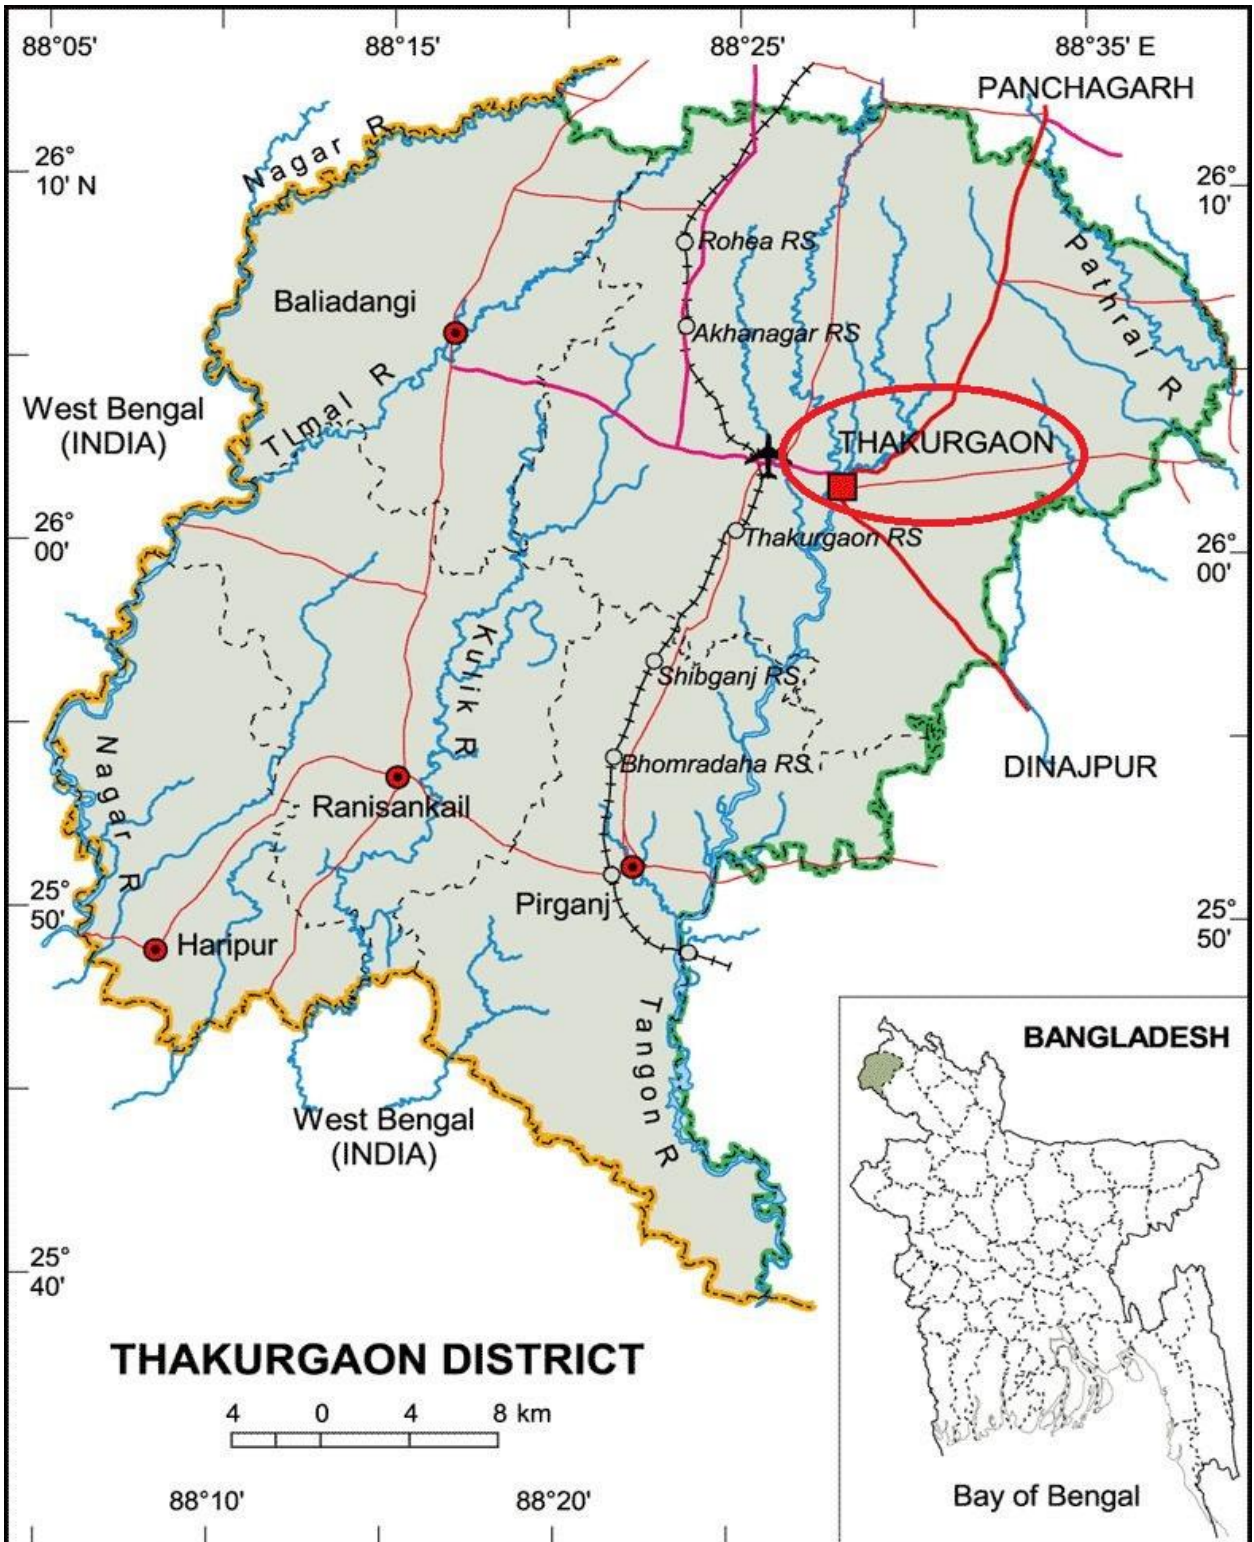 88°05'
88°15'
88°25'
88°35' E
PANCHAGARH
26°
10' N
26°
10'
Nagar R
Rohea RS
Pathrai R
Baliadangi
Akhanagar RS
West Bengal
(INDIA)
TLmal R
THAKURGAON
26°
00'
Thakurgaon RS
26°
00'
Kulik R
Shibganj RS
Nagar R
Bhomradaha RS
DINAJPUR
Ranisankail
25°
50'
Pirganj
25°
50'
Haripur
Tangon R
BANGLADESH
West Bengal
(INDIA)
25°
40'
THAKURGAON DISTRICT
4 0 4 8 km
88°10'
88°20'
Bay of Bengal